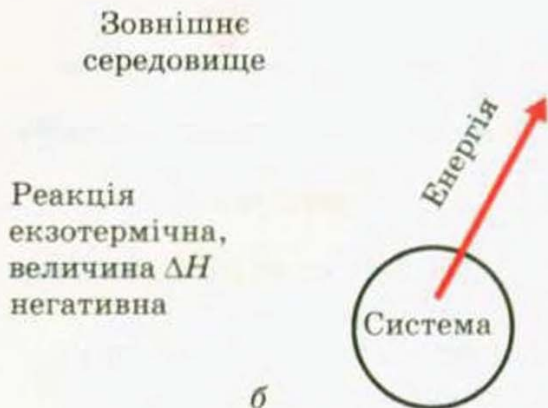 Зовнішнє
середовище
Енергія
Реакція
екзотермічна,
величина ΔH
негативна
Система
б